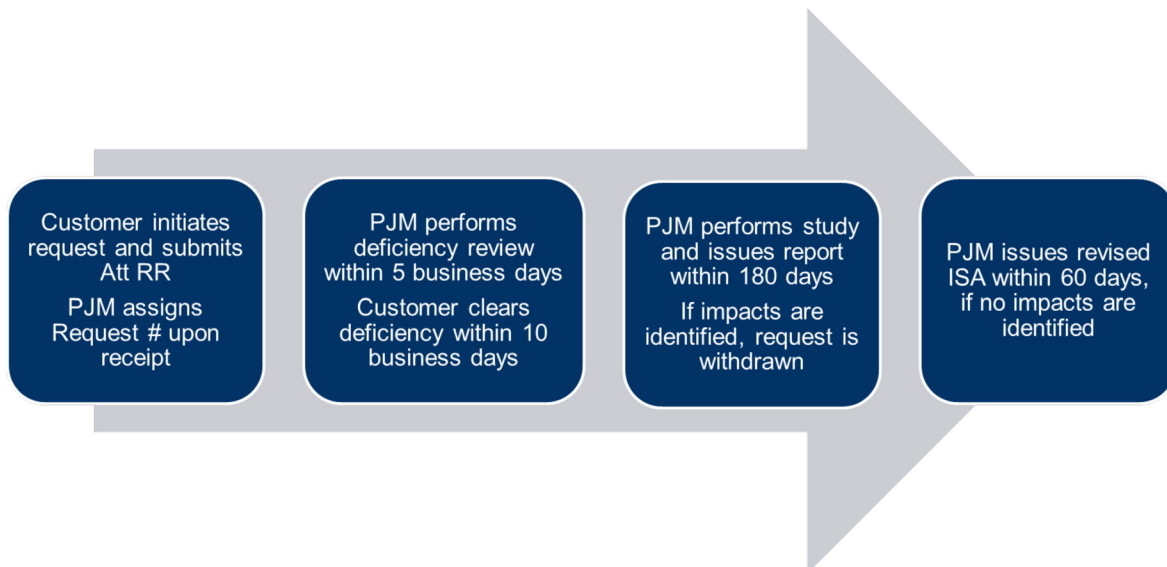 Customer initiates
request and submits
Att RR
PJM assigns
Request # upon
receipt
PJM performs
deficiency review
within 5 business days
Customer clears
deficiency within 10
business days
PJM performs study
and issues report
within 180 days
If impacts are
identified, request is
withdrawn
PJM issues revised
ISA within 60 days,
if no impacts are
identified